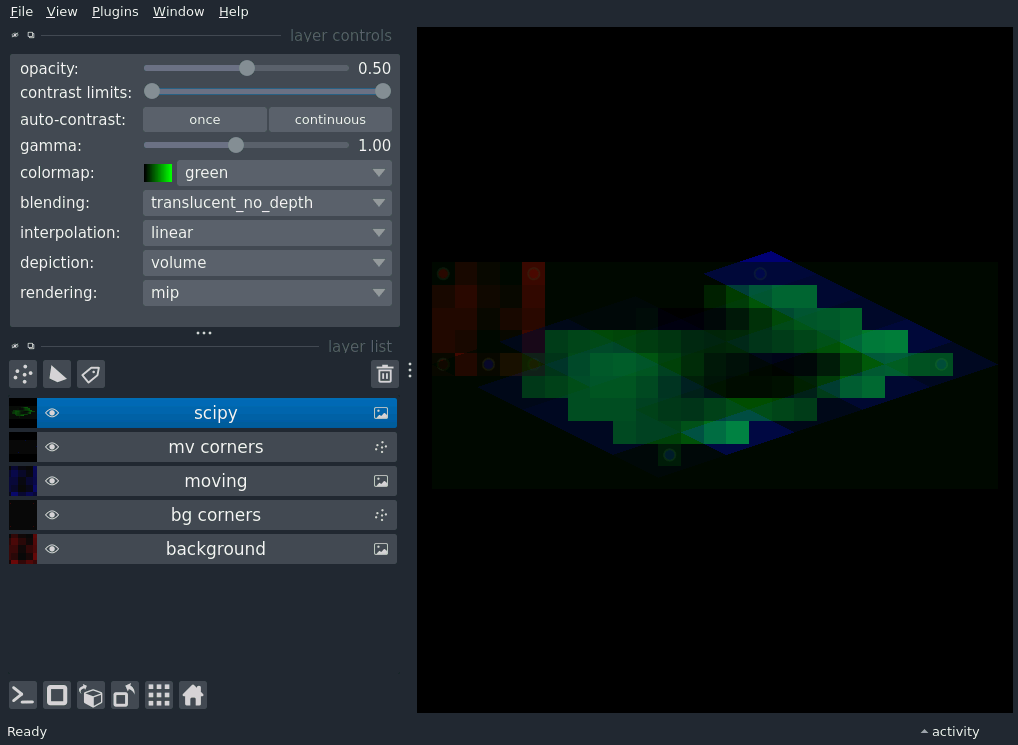 File View Plugins Window Help
layer controls
opacity: 0.50
contrast limits:
auto-contrast: once continuous
gamma: 1.00
colormap: green
blending: translucent_no_depth
interpolation: linear
depiction: volume
rendering: mip
layer list
scipy
mv corners
moving
bg corners
background
Ready activity